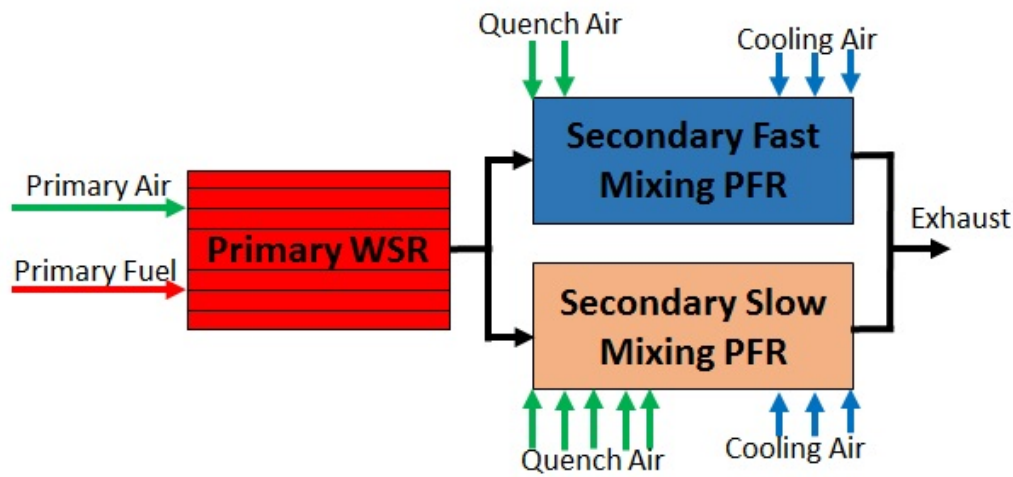 Quench Air
Cooling Air
Secondary Fast
Mixing PFR
Primary Air
Primary WSR
Primary Fuel
Exhaust
Secondary Slow
Mixing PFR
Cooling Air
Quench Air